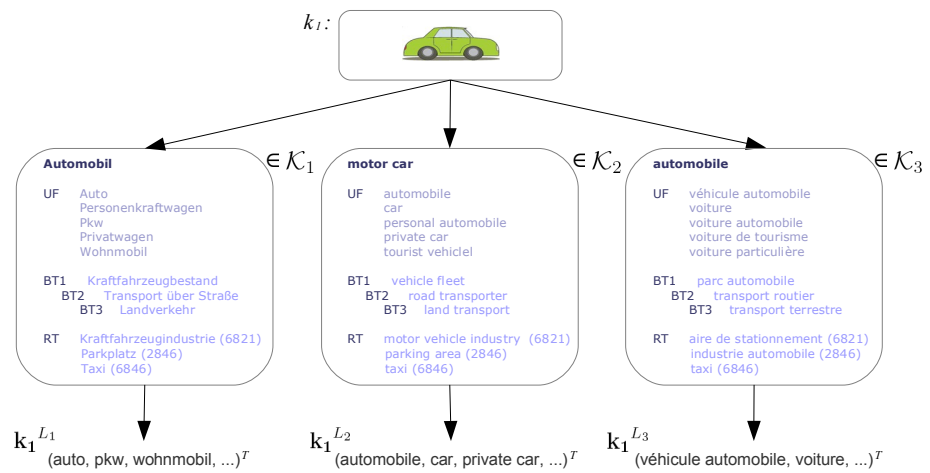 k₁:
Automobil
∈ 𝒦₁
UF Auto
Personenkraftwagen
Pkw
Privatwagen
Wohnmobil
BT1 Kraftfahrzeugbestand
BT2 Transport über Straße
BT3 Landverkehr
RT Kraftfahrzeugindustrie (6821)
Parkplatz (2846)
Taxi (6846)
motor car
∈ 𝒦₂
UF automobile
car
personal automobile
private car
tourist vehiclel
BT1 vehicle fleet
BT2 road transporter
BT3 land transport
RT motor vehicle industry (6821)
parking area (2846)
taxi (6846)
automobile
∈ 𝒦₃
UF véhicule automobile
voiture
voiture automobile
voiture de tourisme
voiture particulière
BT1 parc automobile
BT2 transport routier
BT3 transport terrestre
RT aire de stationnement (6821)
industrie automobile (2846)
taxi (6846)
k₁^L₁
(auto, pkw, wohnmobil, ...)^T
k₁^L₂
(automobile, car, private car, ...)^T
k₁^L₃
(véhicule automobile, voiture, ...)^T